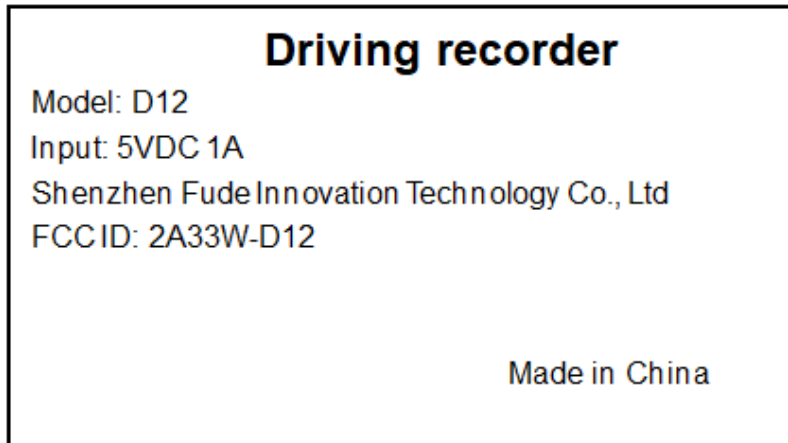 Driving recorder
Model: D12
Input: 5VDC 1A
Shenzhen Fude Innovation Technology Co., Ltd
FCC ID: 2A33W-D12
Made in China